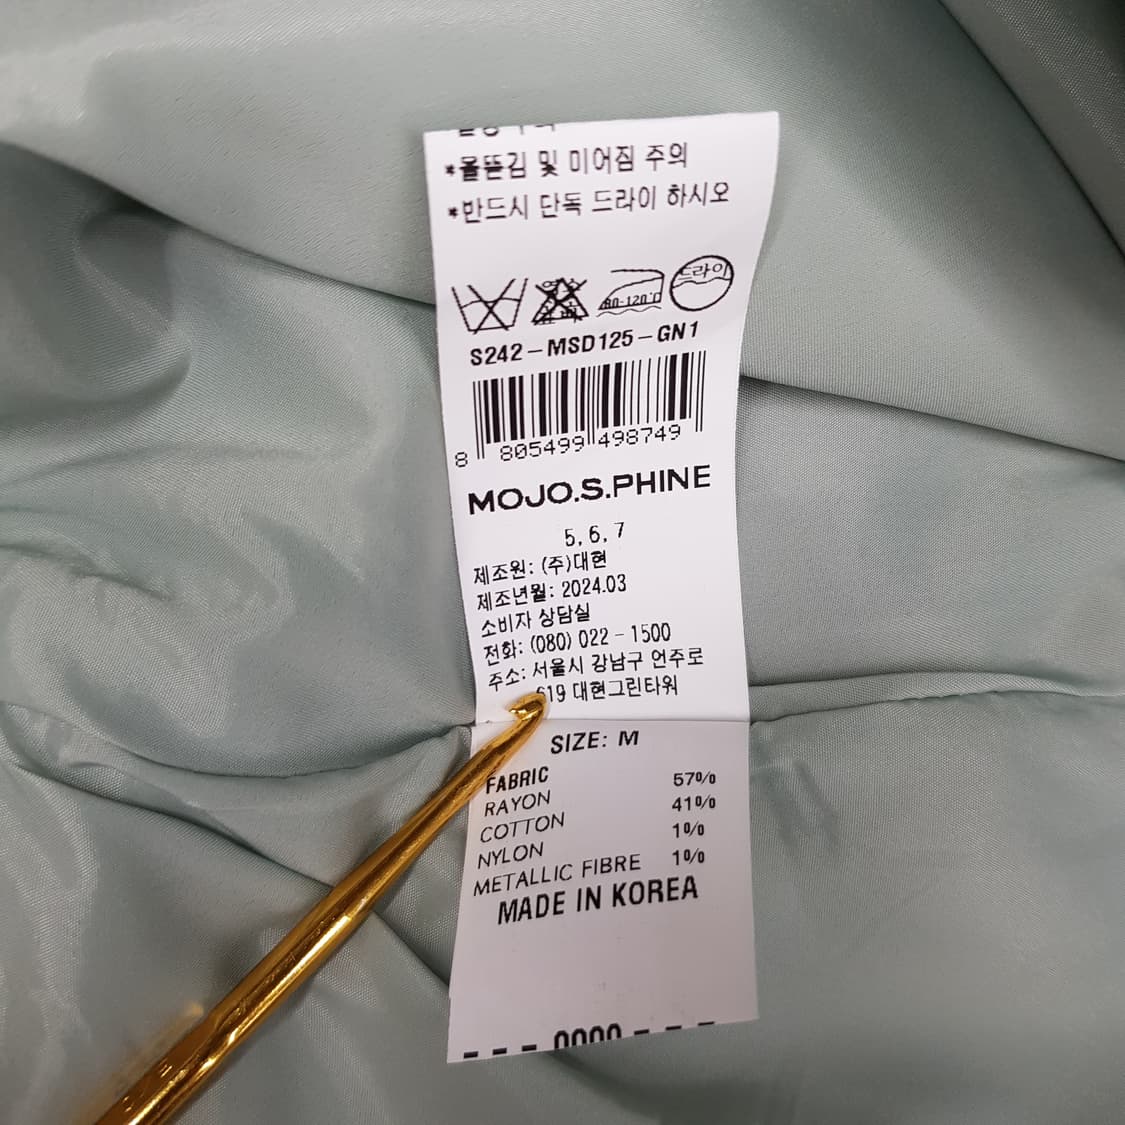 *올뜯김 및 미어짐 주의
*반드시 단독 드라이 하시오
80-120℃ 드라이
S242-MSD125-GN1
8 805499 498749
MOJO.S.PHINE
5, 6, 7
제조원: (주)대현
제조년월: 2024.03
소비자 상담실
전화: (080) 022-1500
주소: 서울시 강남구 언주로
619 대현그린타워
SIZE: M
FABRIC
RAYON 57%
COTTON 41%
NYLON 1%
METALLIC FIBRE 1%
MADE IN KOREA